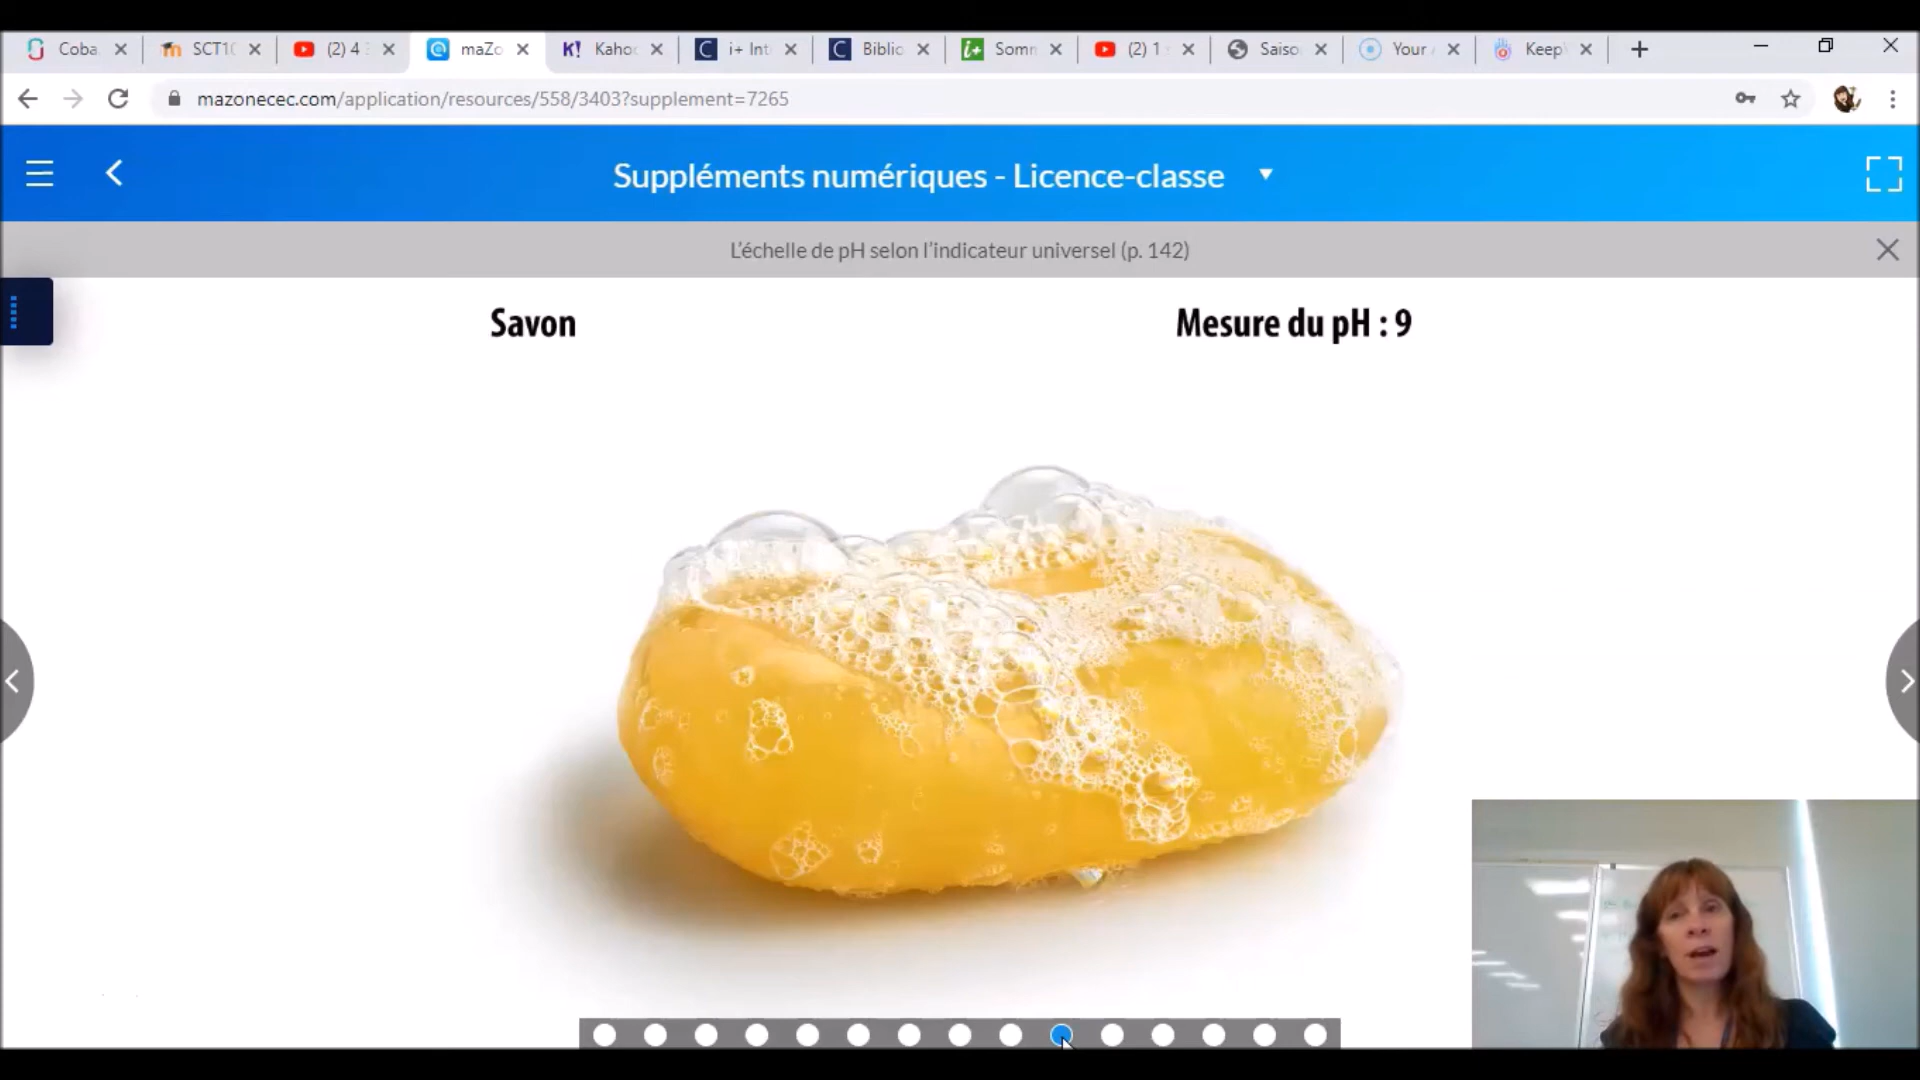 Coba
SCT10
(2) 4
maZo
Kaho
i+ Int
Biblio
Somn
(2) 1
Saiso
Your
Keep
mazonecec.com/application/resources/558/3403?supplement=7265
Suppléments numériques - Licence-classe
L'échelle de pH selon l'indicateur universel (p. 142)
Savon
Mesure du pH : 9